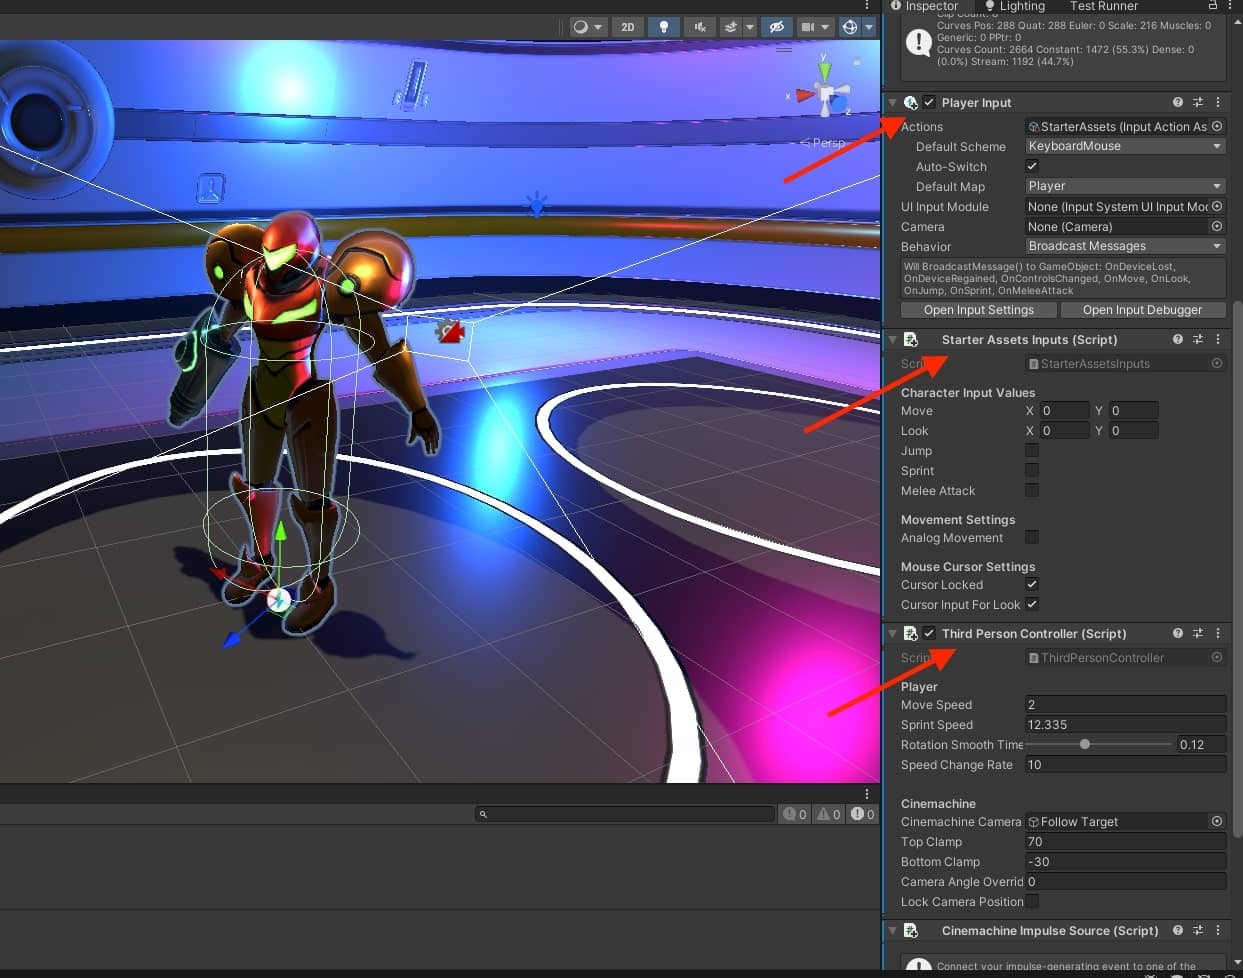 Inspector Lighting Test Runner
2D
Curves Pos: 288 Quat: 288 Euler: 0 Scale: 216 Muscles: 0
Generic: 0 PPtr: 0
Curves Count: 2664 Constant: 1472 (55.3%) Dense: 0
(0.0%) Stream: 1192 (44.7%)
y
x
z
< Persp
Player Input
Actions StarterAssets (Input Action As
Default Scheme KeyboardMouse
Auto-Switch
Default Map Player
UI Input Module None (Input System UI Input Mod
Camera None (Camera)
Behavior Broadcast Messages
Will BroadcastMessage() to GameObject: OnDeviceLost,
OnDeviceRegained, OnControlsChanged, OnMove, OnLook,
OnJump, OnSprint, OnMeleeAttack
Open Input Settings Open Input Debugger
Starter Assets Inputs (Script)
Scri StarterAssetsInputs
Character Input Values
Move X 0 Y 0
Look X 0 Y 0
Jump
Sprint
Melee Attack
Movement Settings
Analog Movement
Mouse Cursor Settings
Cursor Locked
Cursor Input For Look
Third Person Controller (Script)
Scrip ThirdPersonController
Player
Move Speed 2
Sprint Speed 12.335
Rotation Smooth Time 0.12
Speed Change Rate 10
0 0 0
Cinemachine
Cinemachine Camera Follow Target
Top Clamp 70
Bottom Clamp -30
Camera Angle Overrid 0
Lock Camera Position
Cinemachine Impulse Source (Script)
Connect your impulse-generating event to one of the